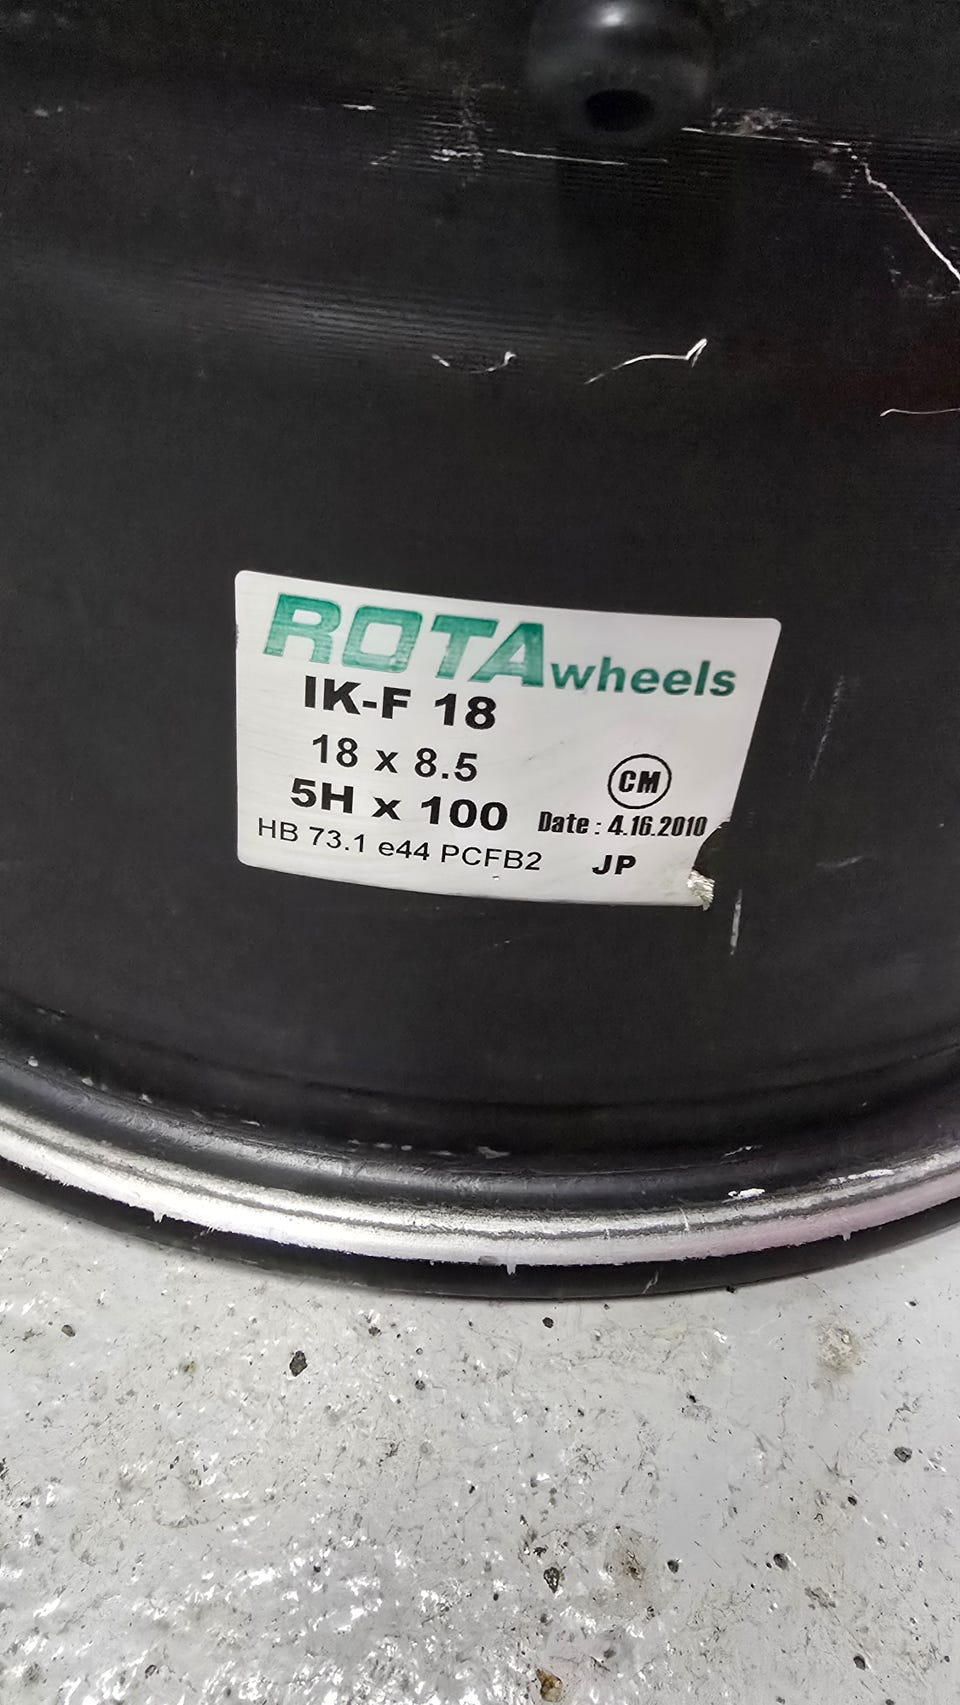 ROTA wheels
IK-F 18
18 x 8.5
CM
5H x 100
Date : 4.16.2010
HB 73.1 e44 PCFB2
JP